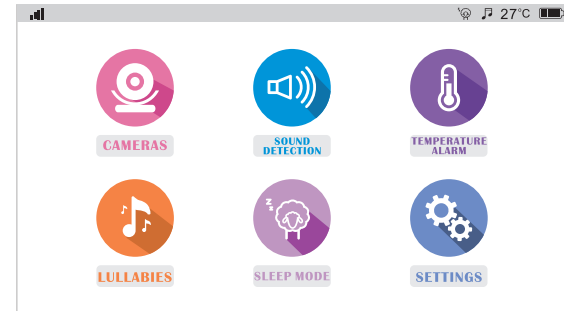 27°C
CAMERAS
SOUND
DETECTION
TEMPERATURE
ALARM
LULLABIES
SLEEP MODE
SETTINGS